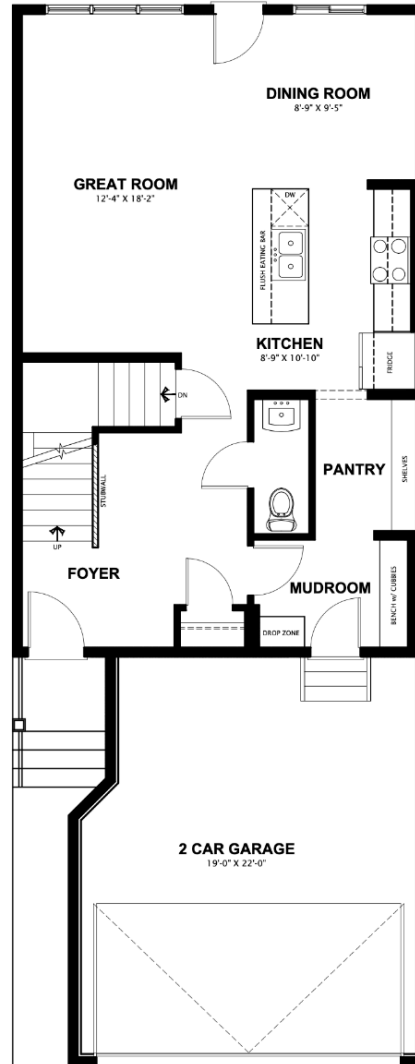 DINING ROOM
8'-9" X 9'-5"
GREAT ROOM
12'-4" X 18'-2"
DW
FLUSH EATING BAR
KITCHEN
8'-9" X 10'-10"
FRIDGE
DN
PANTRY
SHELVES
STUBWALL
UP
FOYER
MUDROOM
BENCH w/ CUBBIES
DROP ZONE
2 CAR GARAGE
19'-0" X 22'-0"